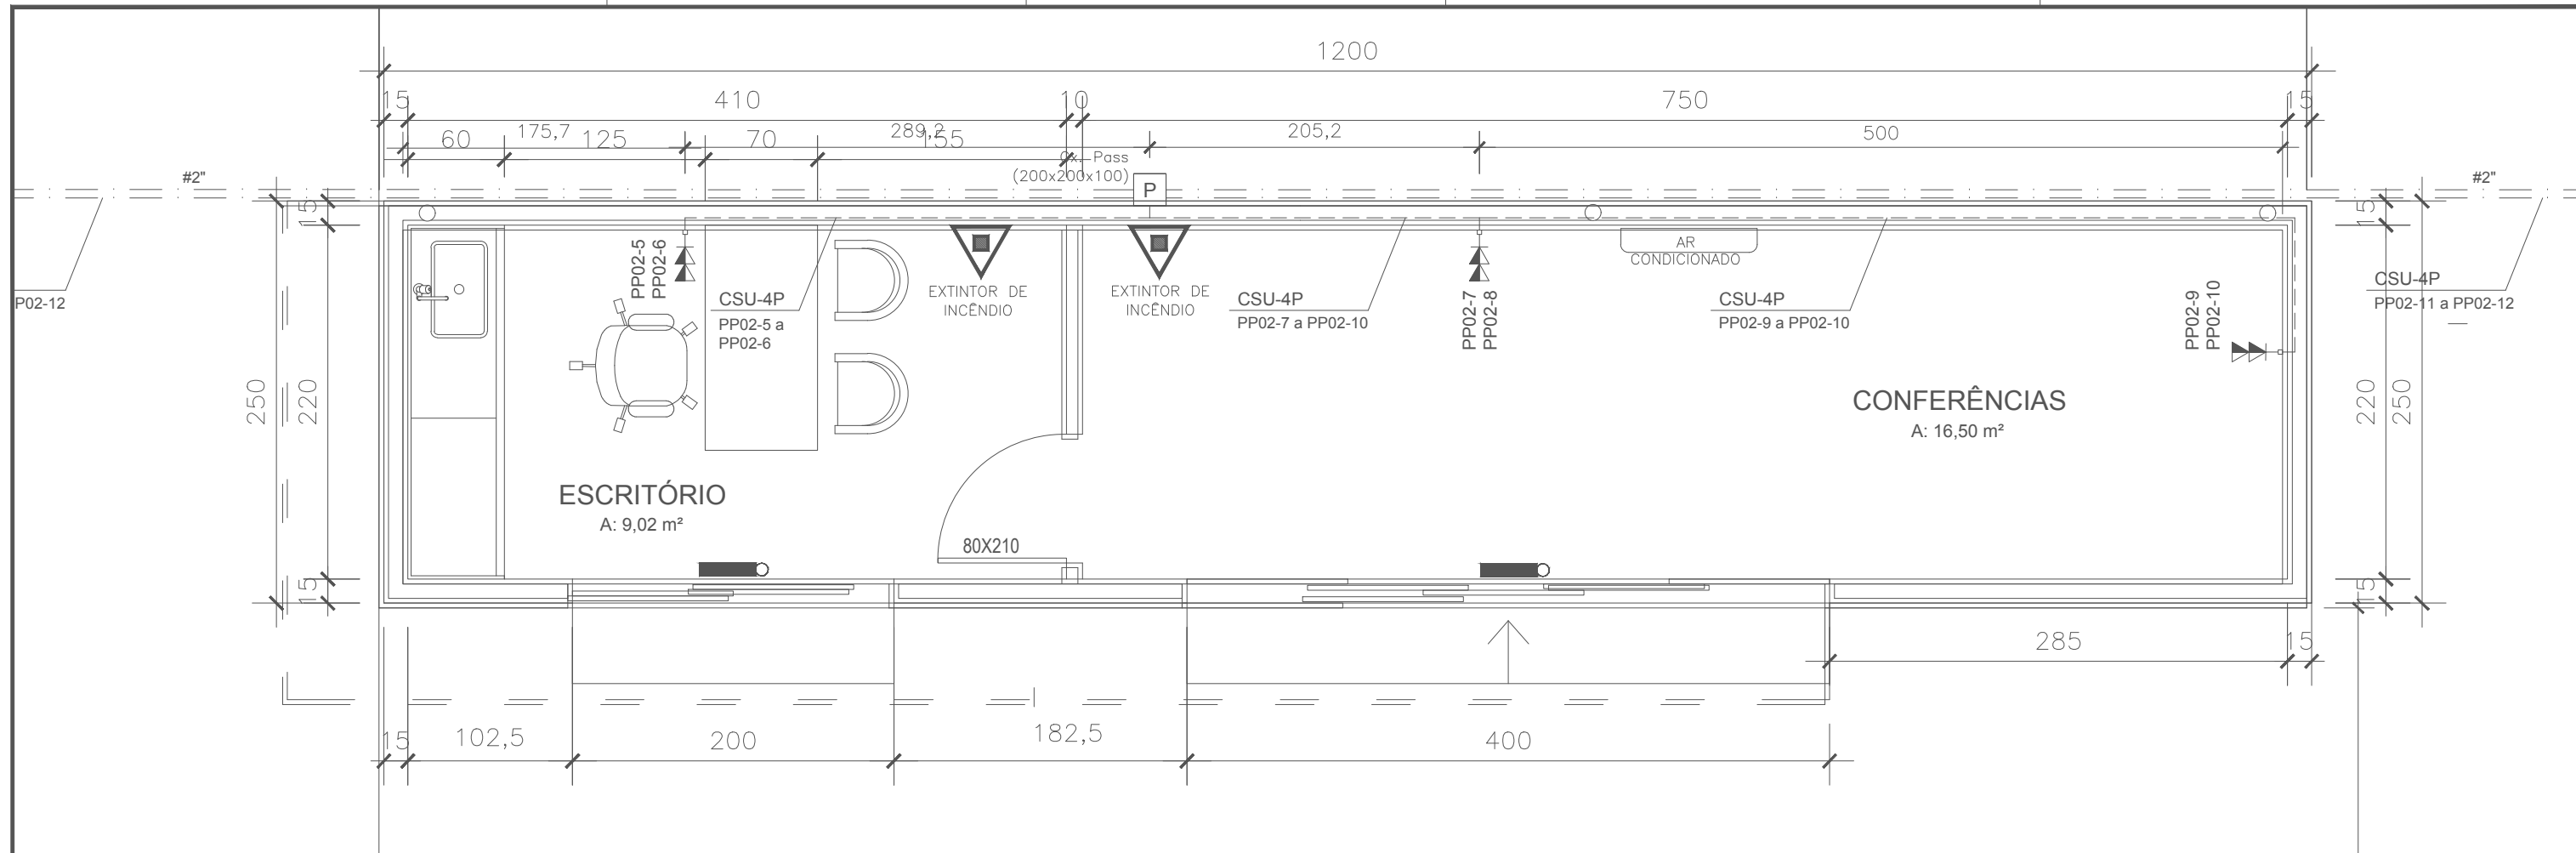 1200
15
410
10
750
15
60
175,7
125
70
289,2
155
205,2
500
Cx. Pass
(200x200x100)
P
#2"
#2"
15
15
P02-12
PP02-5
PP02-6
CSU-4P
PP02-5 a
PP02-6
EXTINTOR DE
INCÊNDIO
EXTINTOR DE
INCÊNDIO
CSU-4P
PP02-7 a PP02-10
PP02-7
PP02-8
AR
CONDICIONADO
CSU-4P
PP02-9 a PP02-10
PP02-9
PP02-10
CSU-4P
PP02-11 a PP02-12
250
220
CONFERÊNCIAS
A: 16,50 m²
220
250
ESCRITÓRIO
A: 9,02 m²
80X210
15
15
285
15
15
102,5
200
182,5
400